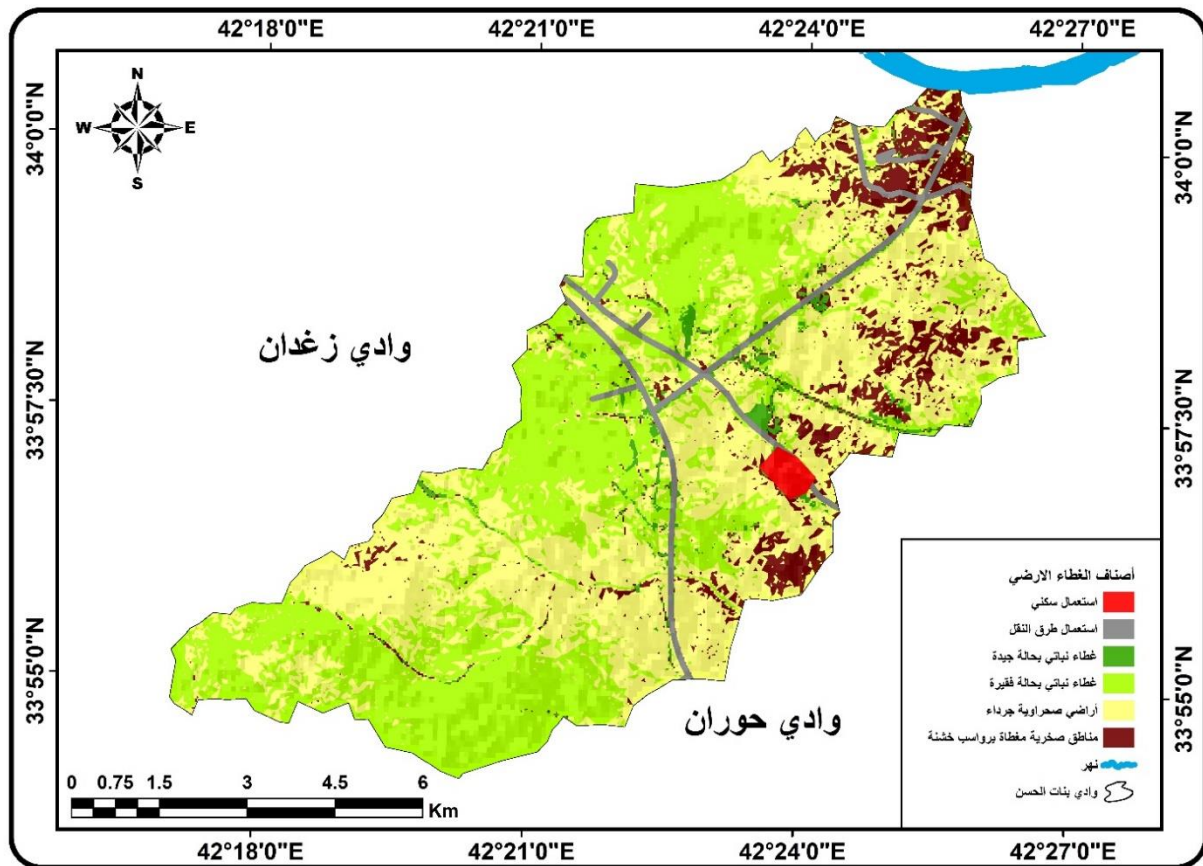 42°18'0"E 42°21'0"E 42°24'0"E 42°27'0"E
N
W E
S
34°0'0"N
34°0'0"N
وادي زغدان
33°57'30"N
33°57'30"N
أصناف الغطاء الارضي
استعمال سكني
استعمال طرق النقل
غطاء نباتي بحالة جيدة
غطاء نباتي بحالة فقيرة
أراضي صحراوية جرداء
مناطق صخرية مغطاة برواسب خشنة
نهر
وادي بنات الحسن
33°55'0"N
33°55'0"N
وادي حوران
0 0.75 1.5 3 4.5 6
Km
42°18'0"E 42°21'0"E 42°24'0"E 42°27'0"E